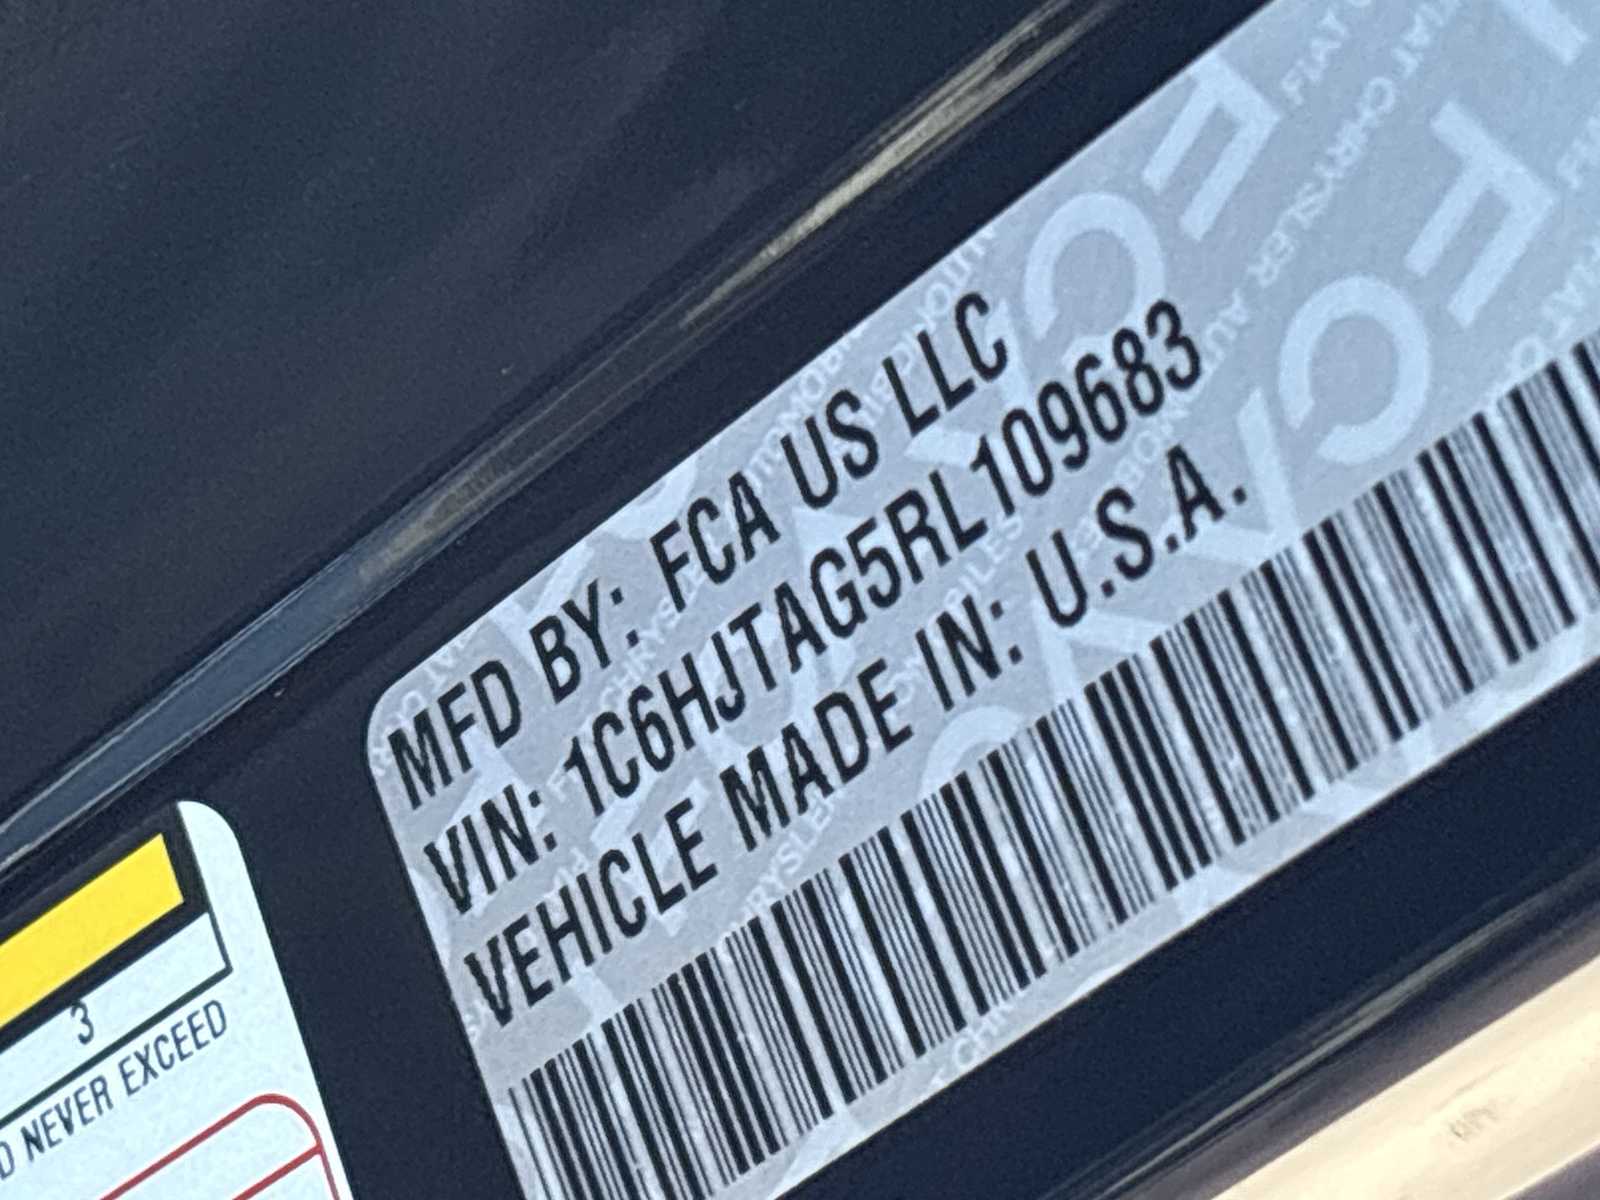 MFD BY: FCA US LLC
VIN: 1C6HJTAG5RL109683
VEHICLE MADE IN: U.S.A.
3
NEVER EXCEED